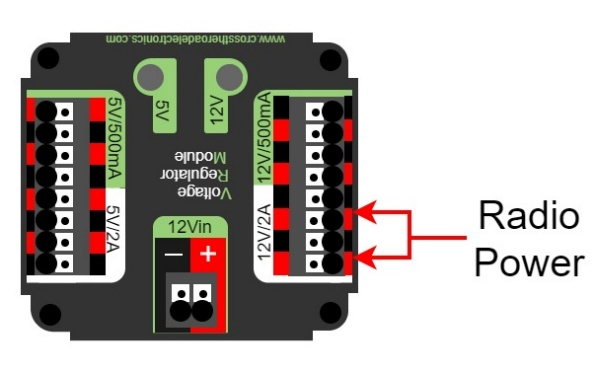 www.crosstheroadelectronics.com
5V
12V
5V/500mA
12V/500mA
Voltage
Regulator
Module
5V/2A
12V/2A
12Vin
– +
Radio
Power